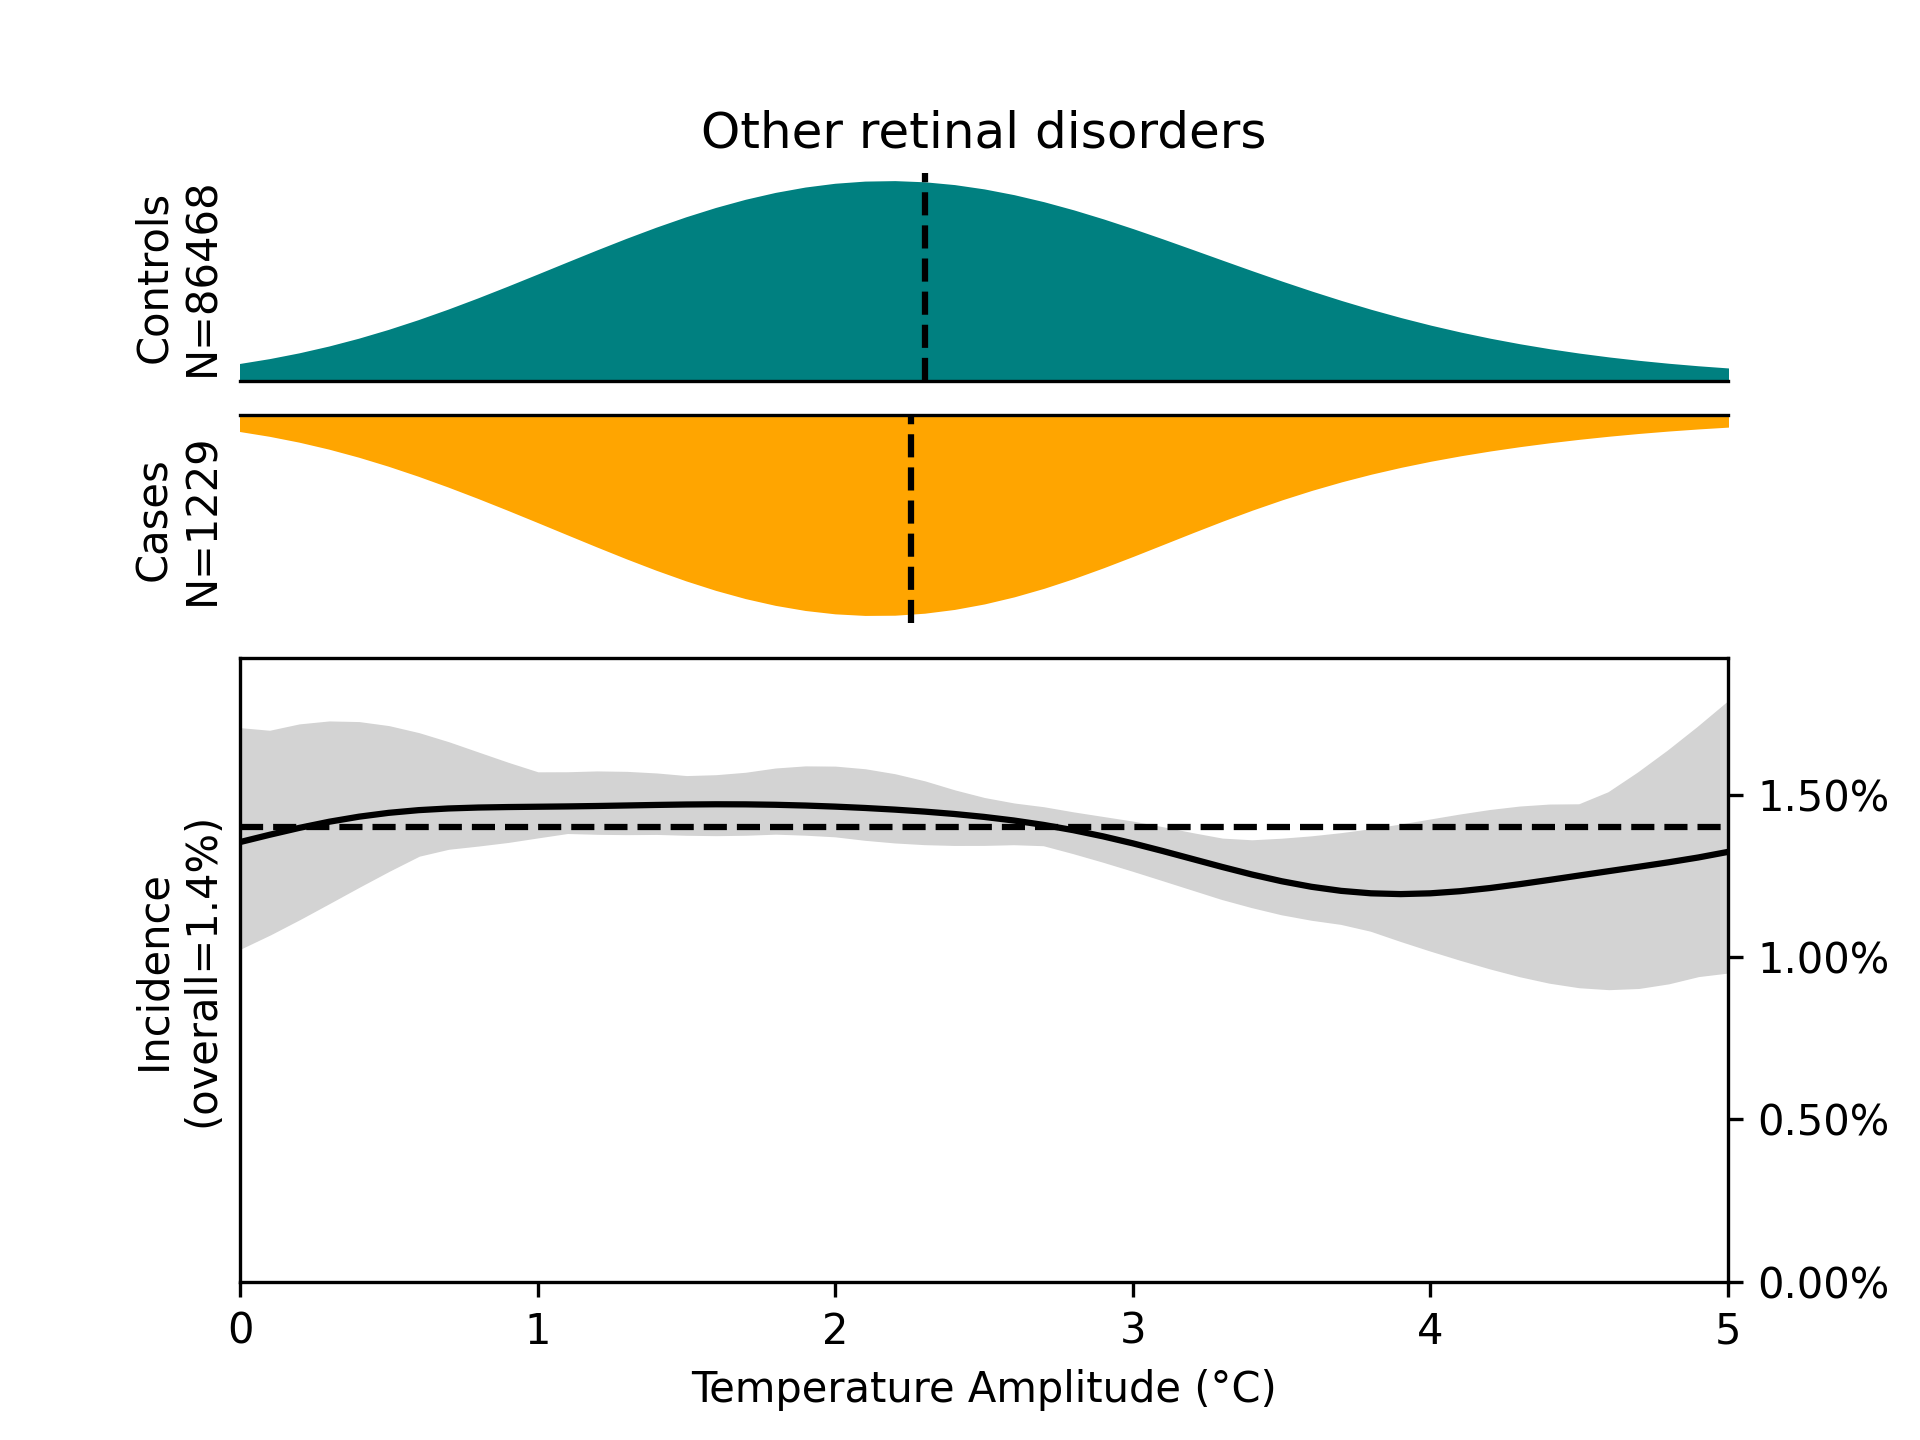 Other retinal disorders
Controls
N=86468
Cases
N=1229
Incidence
(overall=1.4%)
1.50%
1.00%
0.50%
0.00%
0 1 2 3 4 5
Temperature Amplitude (°C)